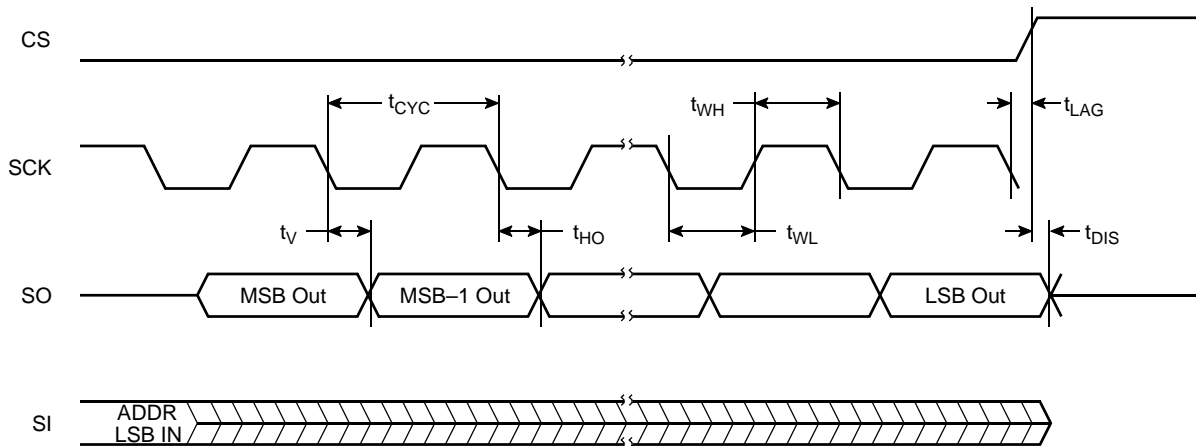 CS
tCYC
tWH
tLAG
SCK
tV
tHO
tWL
tDIS
SO
MSB Out
MSB–1 Out
LSB Out
SI
ADDR
LSB IN